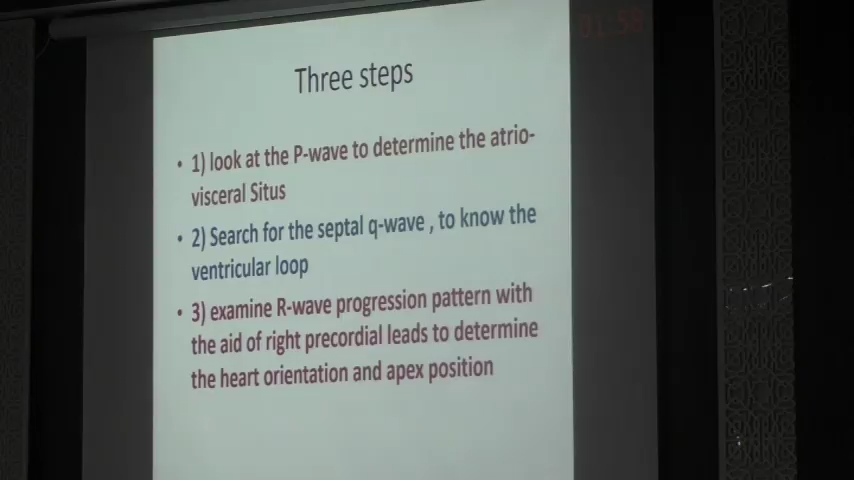 01:58
Three steps
• 1) look at the P-wave to determine the atrio-
visceral Situs
• 2) Search for the septal q-wave , to know the
ventricular loop
• 3) examine R-wave progression pattern with
the aid of right precordial leads to determine
the heart orientation and apex position